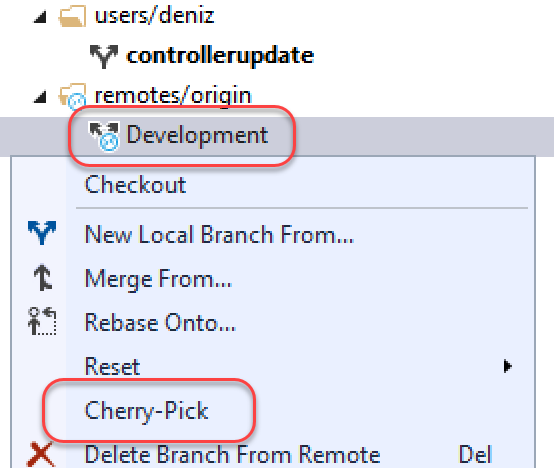 users/deniz
controllerupdate
remotes/origin
Development
Checkout
New Local Branch From...
Merge From...
Rebase Onto...
Reset
Cherry-Pick
Delete Branch From Remote Del